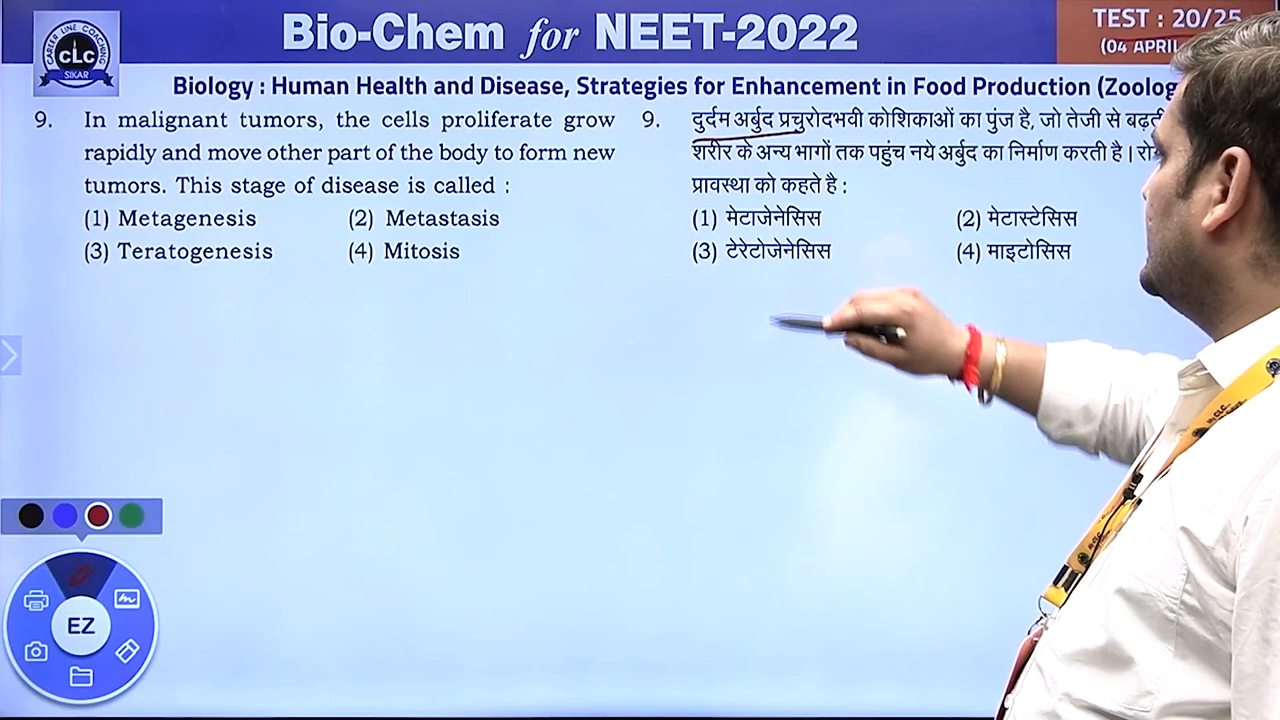 Bio-Chem for NEET-2022
TEST : 20/25
(04 APRIL
CAREER LINE COACHING
CLC
SIKAR
Biology : Human Health and Disease, Strategies for Enhancement in Food Production
9. In malignant tumors, the cells proliferate grow
rapidly and move other part of the body to form new
tumors. This stage of disease is called :
(1) Metagenesis (2) Metastasis
(3) Teratogenesis (4) Mitosis
9. दुर्दम अर्बुद प्रचुरोदभवी कोशिकाओं का पुंज है, जो तेजी से
शरीर के अन्य भागों तक पहुंच नये अर्बुद का निर्माण करती है ।
प्रावस्था को कहते है :
(1) मेटाजेनेसिस (2) मेटास्टेसिस
(3) टेरेटोजेनेसिस (4) माइटोसिस
EZ